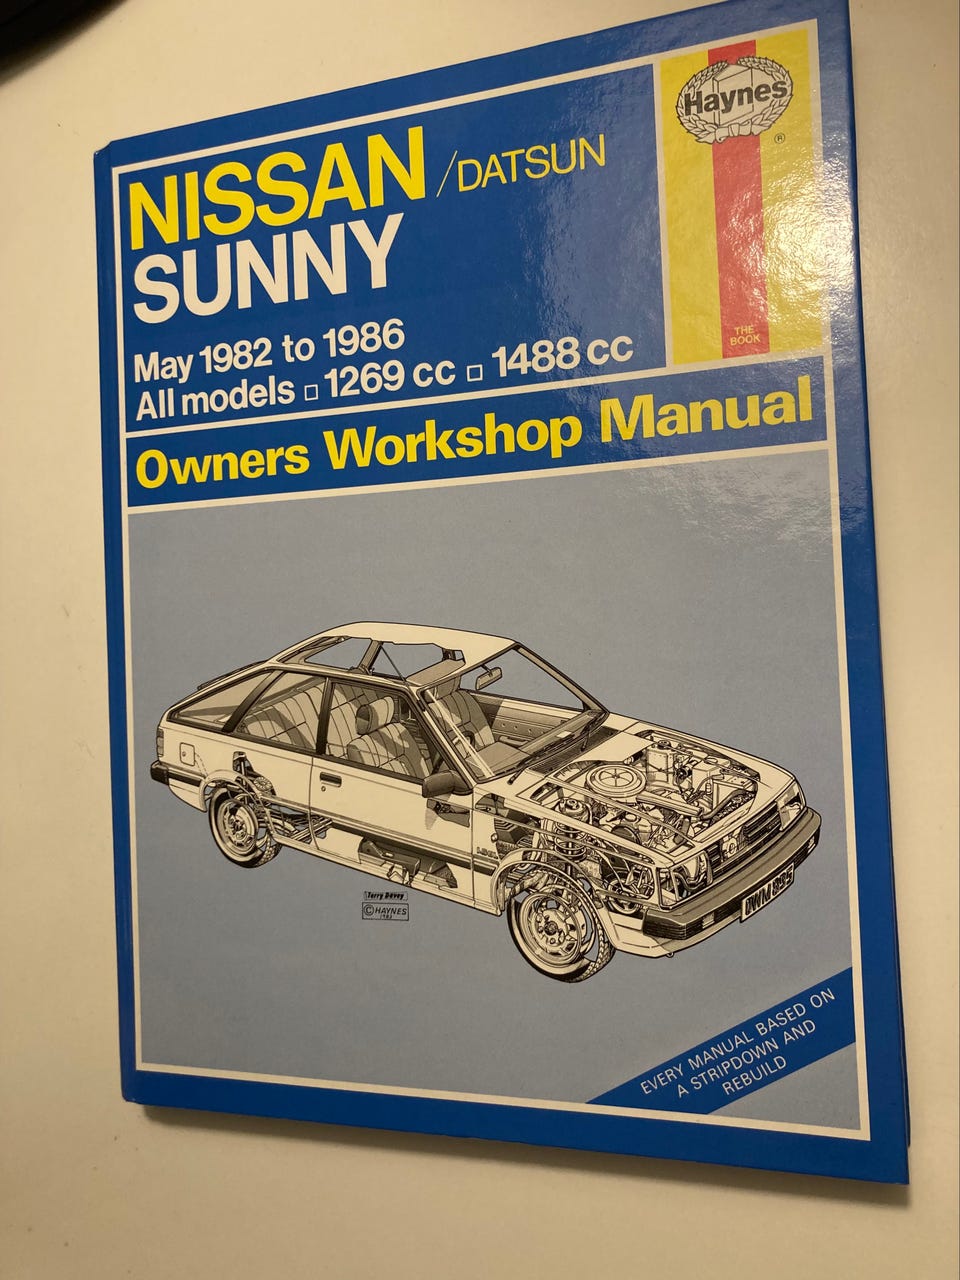 Haynes
®
THE
BOOK
NISSAN /DATSUN
SUNNY
May 1982 to 1986
All models □ 1269 cc □ 1488 cc
Owners Workshop Manual
Terry Davey
© HAYNES
EVERY MANUAL BASED ON
A STRIPDOWN AND
REBUILD